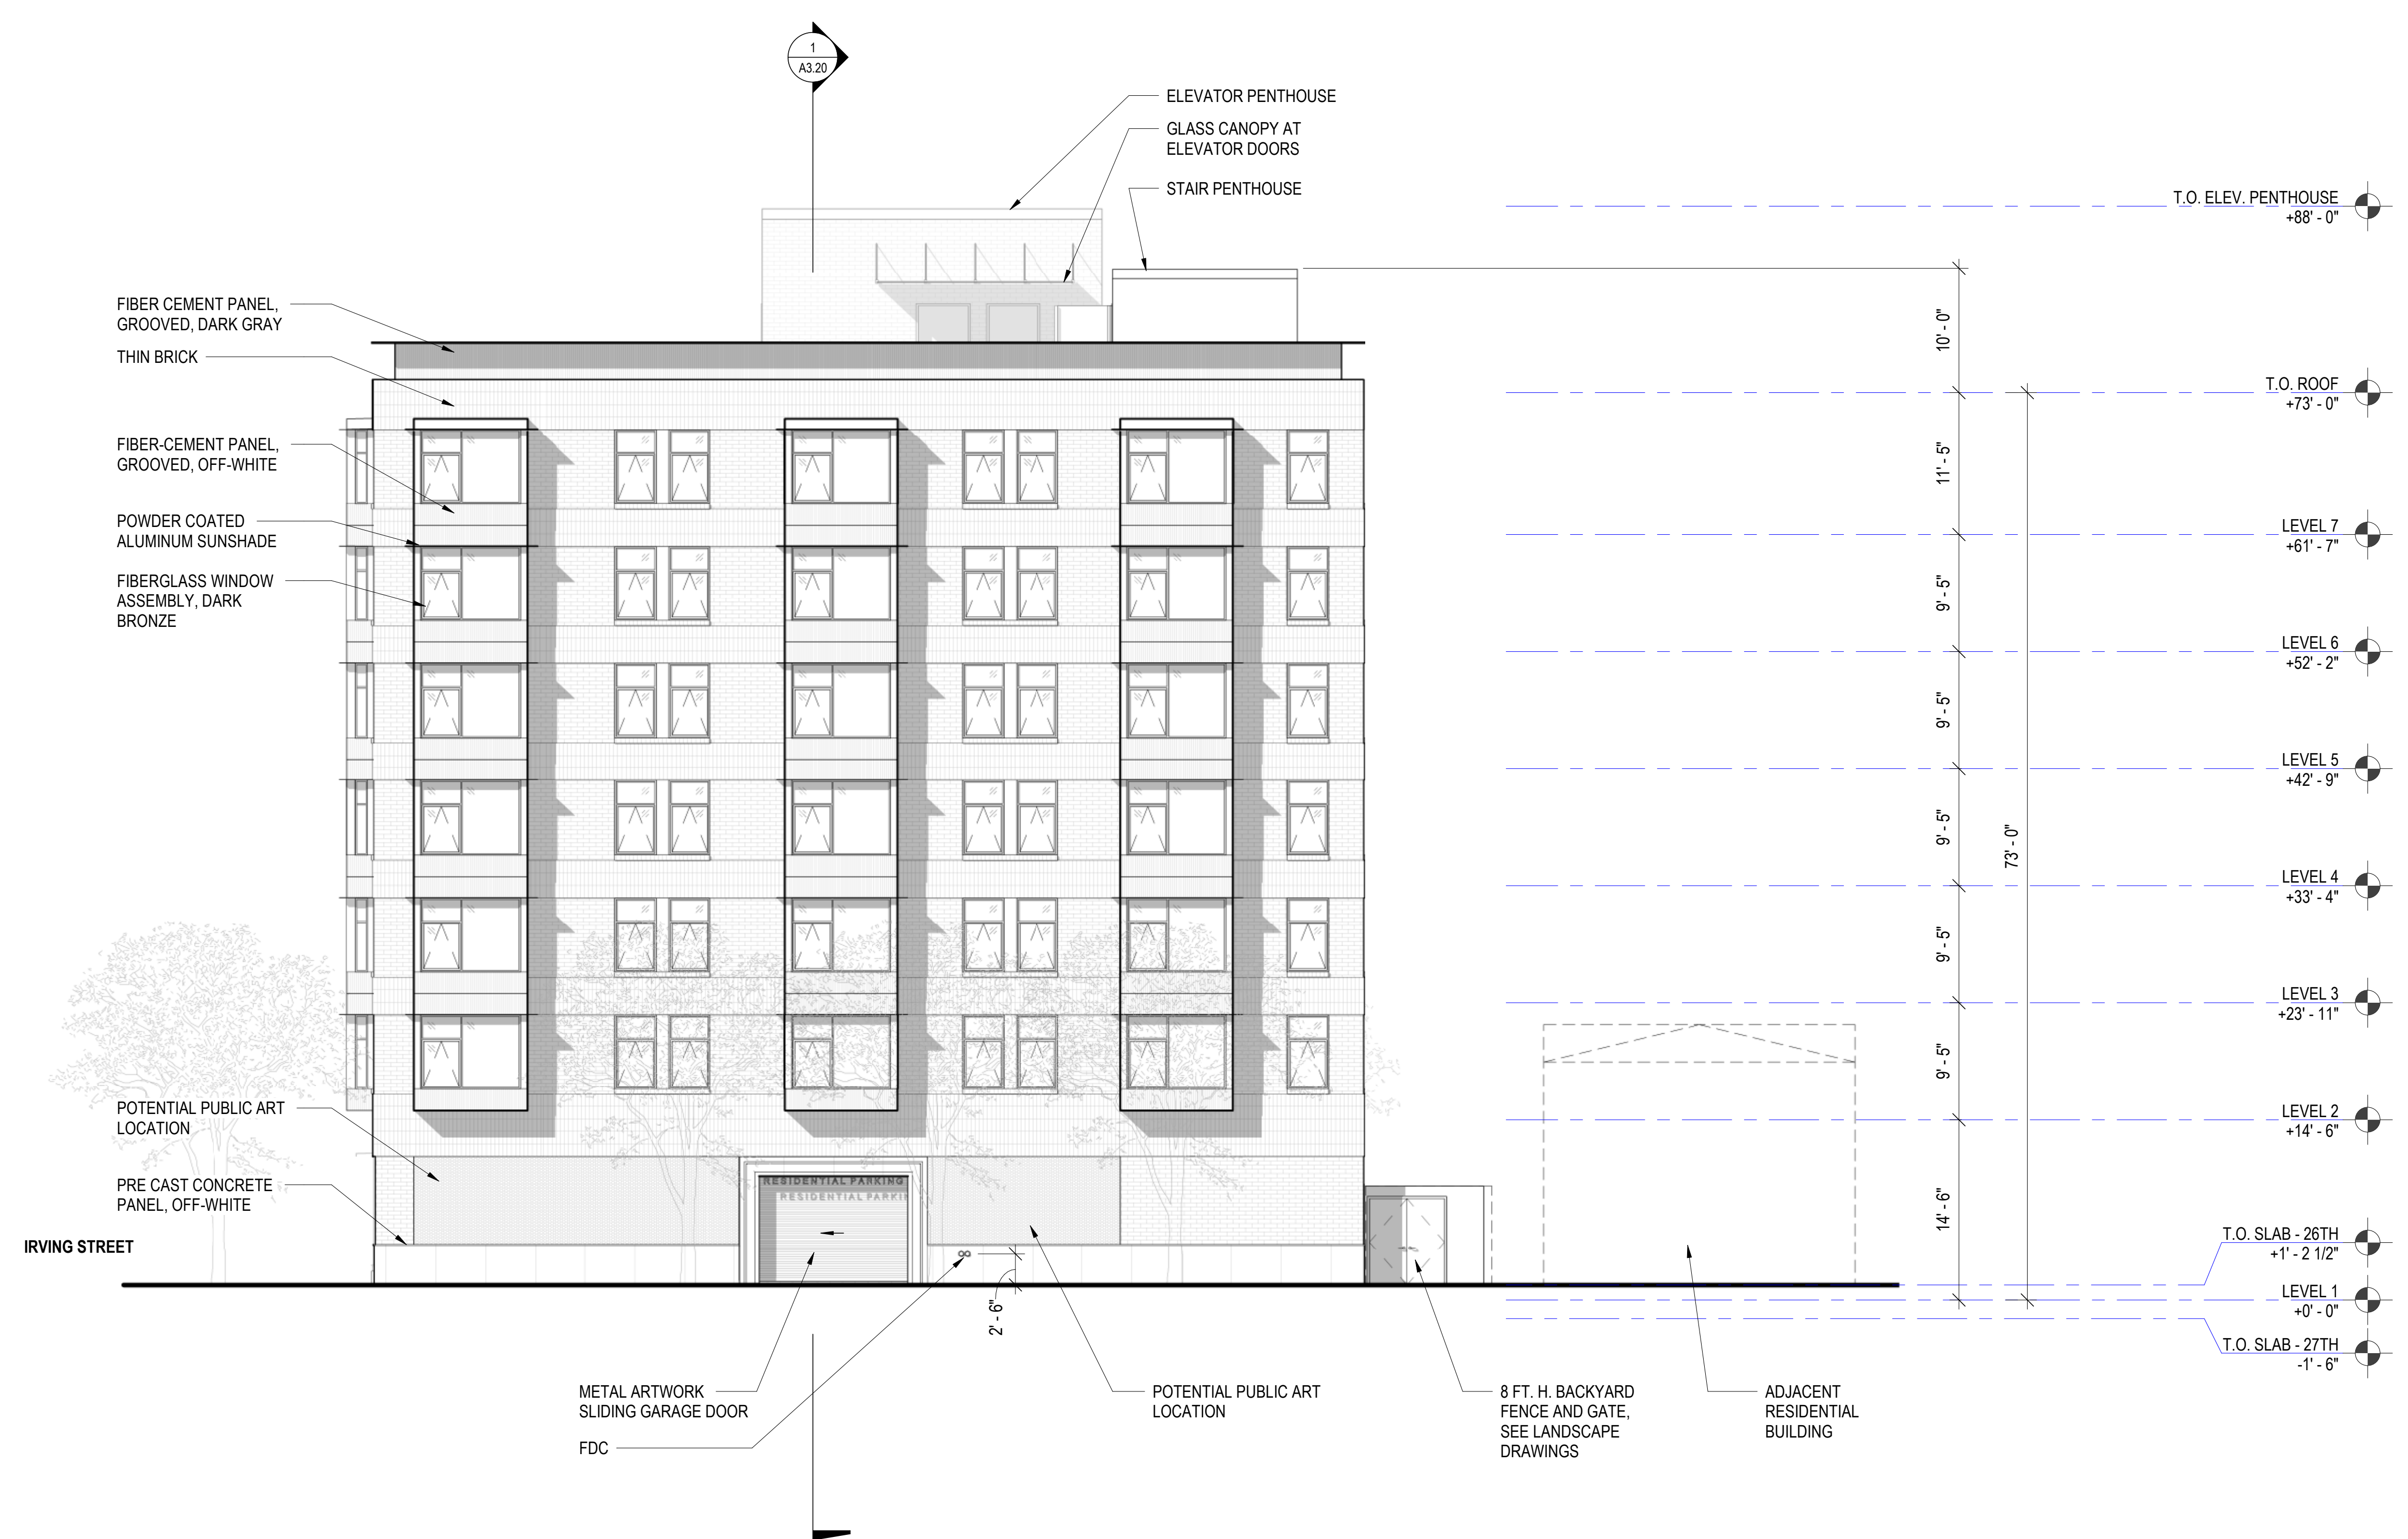 1
A3.20
ELEVATOR PENTHOUSE
GLASS CANOPY AT
ELEVATOR DOORS
STAIR PENTHOUSE
T.O. ELEV. PENTHOUSE
+88' - 0"
FIBER CEMENT PANEL,
GROOVED, DARK GRAY
THIN BRICK
FIBER-CEMENT PANEL,
GROOVED, OFF-WHITE
POWDER COATED
ALUMINUM SUNSHADE
FIBERGLASS WINDOW
ASSEMBLY, DARK
BRONZE
POTENTIAL PUBLIC ART
LOCATION
PRE CAST CONCRETE
PANEL, OFF-WHITE
IRVING STREET
RESIDENTIAL PARKING
RESIDENTIAL PARKIN
10' - 0"
11' - 5"
9' - 5"
9' - 5"
9' - 5"
9' - 5"
9' - 5"
14' - 6"
73' - 0"
T.O. ROOF
+73' - 0"
LEVEL 7
+61' - 7"
LEVEL 6
+52' - 2"
LEVEL 5
+42' - 9"
LEVEL 4
+33' - 4"
LEVEL 3
+23' - 11"
LEVEL 2
+14' - 6"
T.O. SLAB - 26TH
+1' - 2 1/2"
LEVEL 1
+0' - 0"
T.O. SLAB - 27TH
-1' - 6"
2' - 6"
METAL ARTWORK
SLIDING GARAGE DOOR
FDC
POTENTIAL PUBLIC ART
LOCATION
8 FT. H. BACKYARD
FENCE AND GATE,
SEE LANDSCAPE
DRAWINGS
ADJACENT
RESIDENTIAL
BUILDING